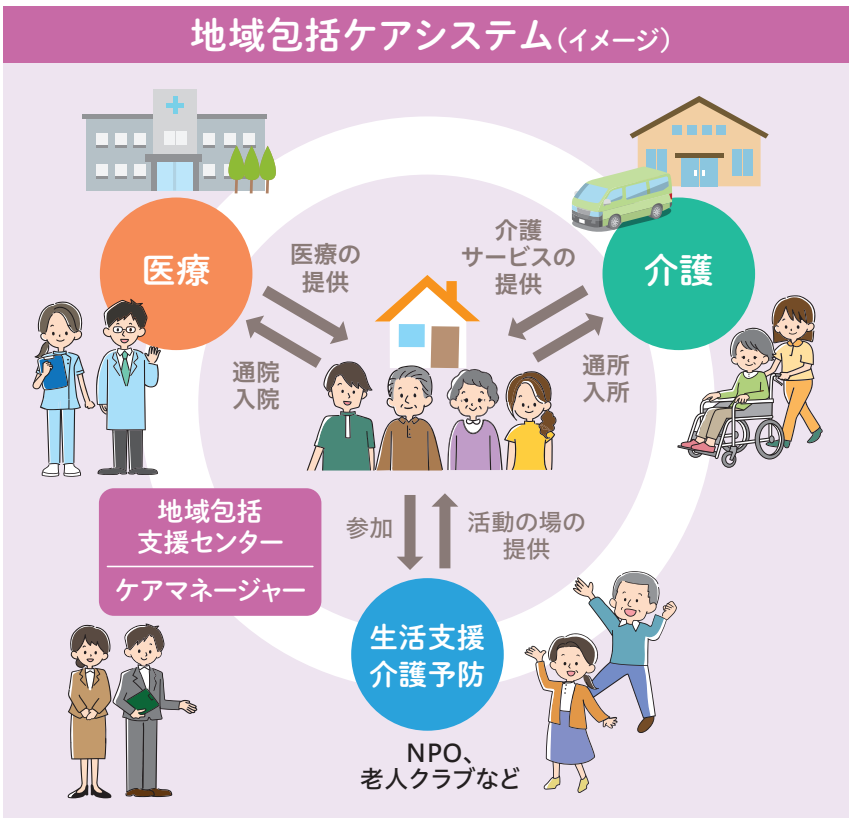 地域包括ケアシステム(イメージ)
医療
医療の
提供
通院
入院
介護
サービスの
提供
介護
通所
入所
地域包括
支援センター
ケアマネージャー
参加
活動の場の
提供
生活支援
介護予防
NPO、
老人クラブなど